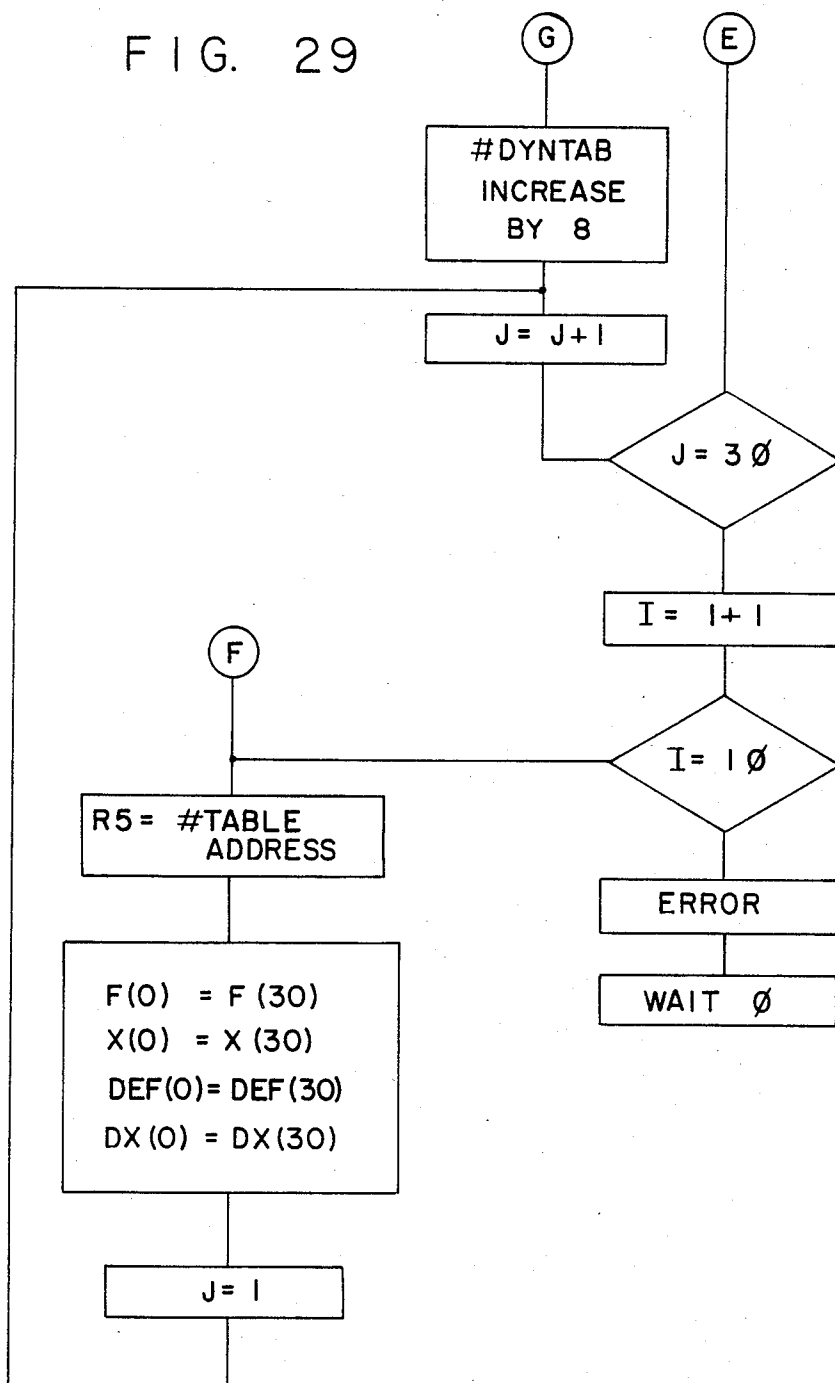 FIG. 29
G
E
#DYNTAB
INCREASE
BY 8
J= J+1
J= 3Ø
I= 1+1
F
I= 1Ø
R5= #TABLE
ADDRESS
ERROR
WAIT Ø
F(0) = F(30)
X(0) = X(30)
DEF(0)= DEF(30)
DX(0) = DX(30)
J= 1